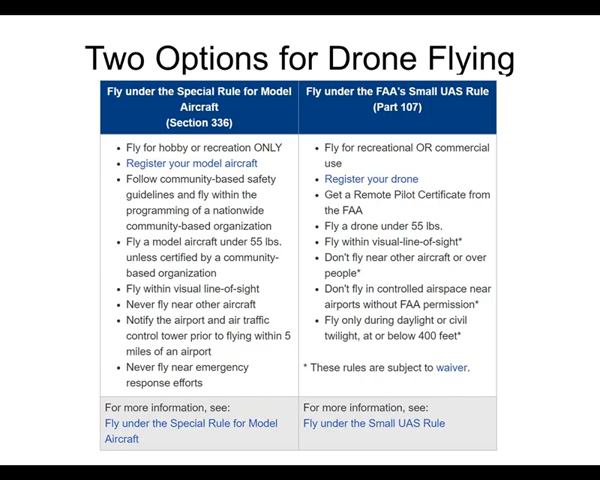 Two Options for Drone Flying
Fly under the Special Rule for Model
Aircraft
(Section 336)
Fly for hobby or recreation ONLY
Register your model aircraft
Follow community-based safety
guidelines and fly within the
programming of a nationwide
community-based organization
Fly a model aircraft under 55 lbs.
unless certified by a community-
based organization
Fly within visual line-of-sight
Never fly near other aircraft
Notify the airport and air traffic
control tower prior to flying within 5
miles of an airport
Never fly near emergency
response efforts
For more information, see:
Fly under the Special Rule for Model
Aircraft
Fly under the FAA's Small UAS Rule
(Part 107)
Fly for recreational OR commercial
use
Register your drone
Get a Remote Pilot Certificate from
the FAA
Fly a drone under 55 lbs.
Fly within visual-line-of-sight*
Don't fly near other aircraft or over
people*
Don't fly in controlled airspace near
airports without FAA permission*
Fly only during daylight or civil
twilight, at or below 400 feet*
* These rules are subject to waiver.
For more information, see:
Fly under the Small UAS Rule